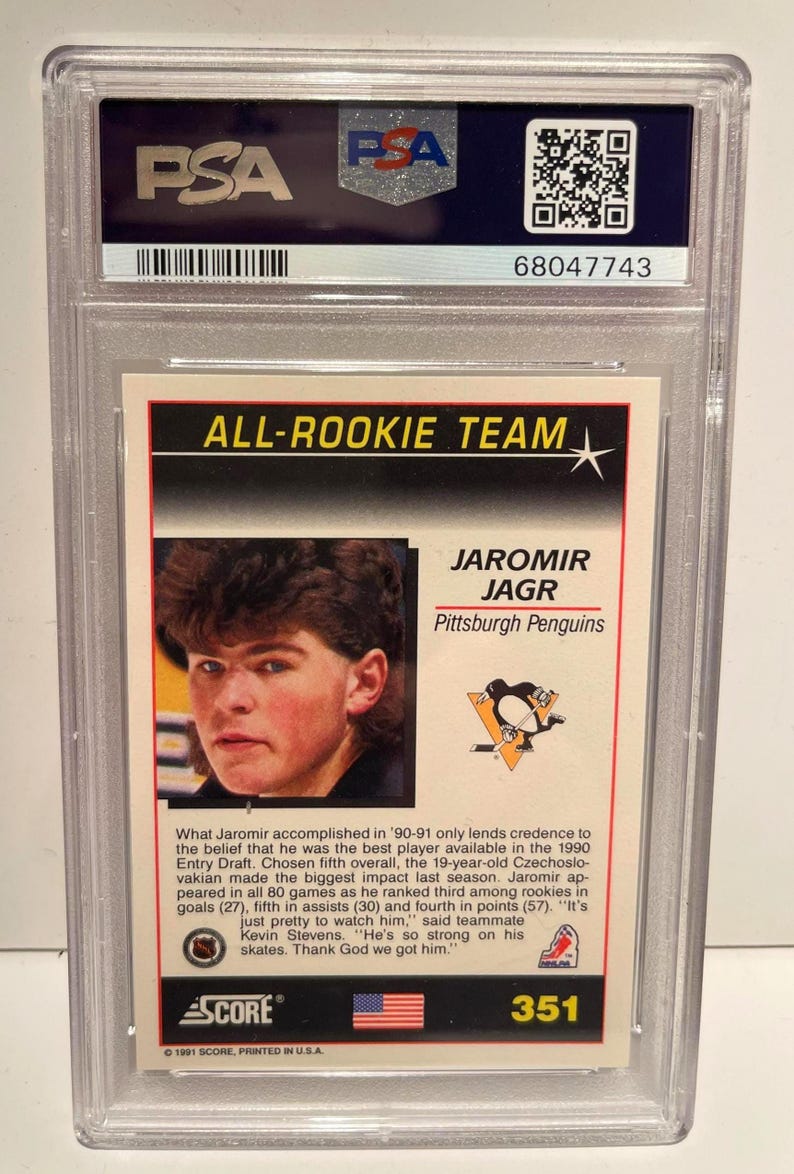 PSA
PSA
68047743
ALL-ROOKIE TEAM
JAROMIR
JAGR
Pittsburgh Penguins
What Jaromir accomplished in '90-91 only lends credence to
the belief that he was the best player available in the 1990
Entry Draft. Chosen fifth overall, the 19-year-old Czechoslo-
vakian made the biggest impact last season. Jaromir ap-
peared in all 80 games as he ranked third among rookies in
goals (27), fifth in assists (30) and fourth in points (57). "It's
just pretty to watch him," said teammate
Kevin Stevens. "He's so strong on his
skates. Thank God we got him."
NHLPA
TM
SCORE®
351
© 1991 SCORE, PRINTED IN U.S.A.